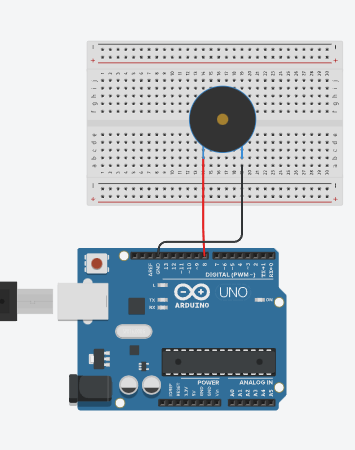 a b c d e
f g h i j
AREF
GND
13
12
~11
~10
~9
8
7
~6
~5
~4
~3
2
TX→1
RX←0
DIGITAL (PWM~)
L
TX
RX
UNO
ON
ARDUINO
POWER
ANALOG IN
IOREF
RESET
3.3V
5V
GND
GND
VIN
A0
A1
A2
A3
A4
A5